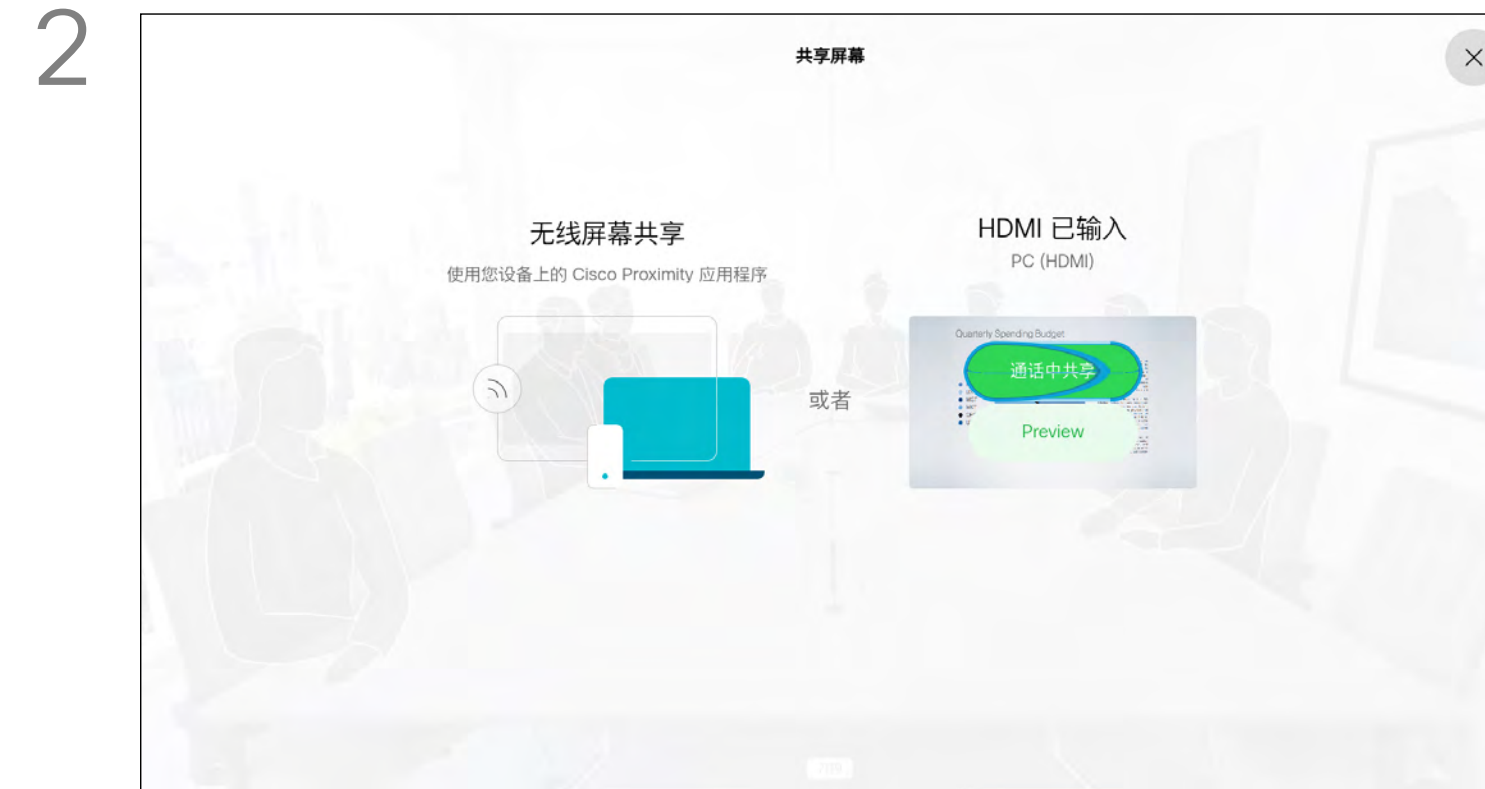 2
共享屏幕
无线屏幕共享
使用您设备上的 Cisco Proximity 应用程序
或者
HDMI 已输入
PC (HDMI)
Quarterly Spending Budget
通话中共享
Preview